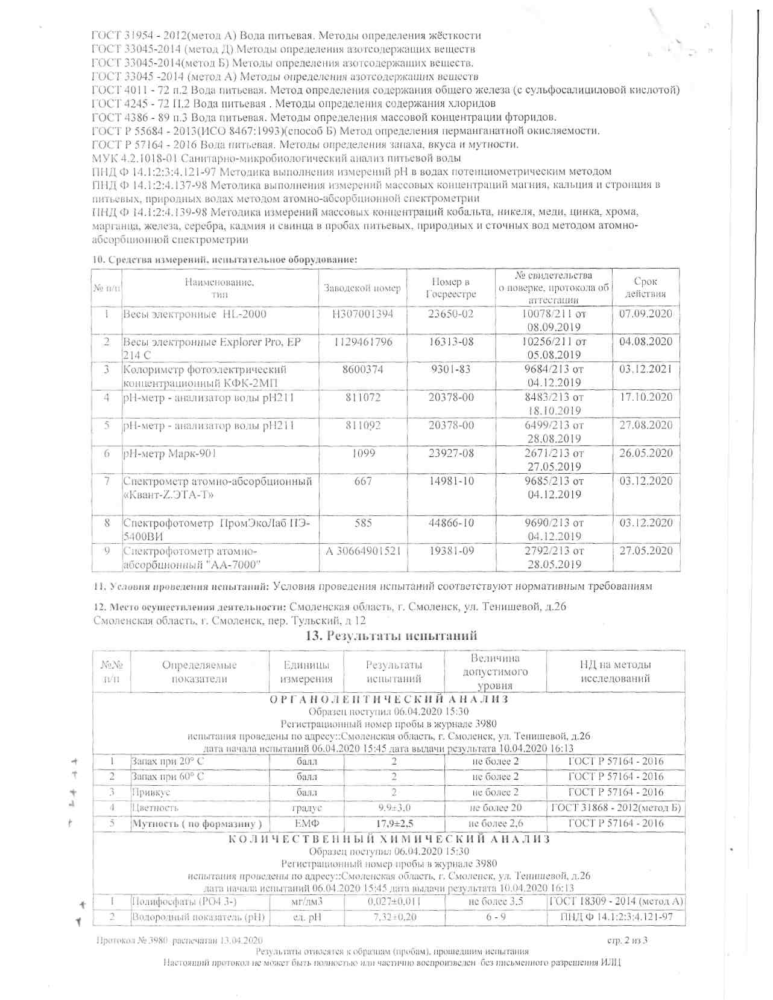 ГОСТ 31954 - 2012(метод А) Вода питьевая. Методы определения жёсткости
ГОСТ 33045-2014 (метод Д) Методы определения азотсодержащих веществ
ГОСТ 33045-2014(метод Б) Методы определения азотсодержащих веществ.
ГОСТ 33045 -2014 (метод А) Методы определения азотсодержащих веществ
ГОСТ 4011 - 72 п.2 Вода питьевая. Метод определения содержания общего железа (с сульфосалициловой кислотой)
ГОСТ 4245 - 72 П.2 Вода питьевая . Методы определения содержания хлоридов
ГОСТ 4386 - 89 п.3 Вода питьевая. Методы определения массовой концентрации фторидов.
ГОСТ Р 55684 - 2013(ИСО 8467:1993)(способ Б) Метод определения перманганатной окисляемости.
ГОСТ Р 57164 - 2016 Вода питьевая. Методы определения запаха, вкуса и мутности.
МУК 4.2.1018-01 Санитарно-микробиологический анализ питьевой воды
ПНД Ф 14.1:2:3:4.121-97 Методика выполнения измерений pH в водах потенциометрическим методом
ПНД Ф 14.1:2:4.137-98 Методика выполнения измерений массовых концентраций магния, кальция и стронция в
питьевых, природных водах методом атомно-абсорбционной спектрометрии
ПНД Ф 14.1:2:4.139-98 Методика измерений массовых концентраций кобальта, никеля, меди, цинка, хрома,
марганца, железа, серебра, кадмия и свинца в пробах питьевых, природных и сточных вод методом атомно-
абсорбционной спектрометрии
10. Средства измерений, испытательное оборудование:
№ п/п Наименование, тип Заводской номер Номер в Госреестре № свидетельства о поверке, протокола об аттестации Срок действия
1 Весы электронные HL-2000 H307001394 23650-02 10078/211 от 08.09.2019 07.09.2020
2 Весы электронные Explorer Pro, EP 214 C 1129461796 16313-08 10256/211 от 05.08.2019 04.08.2020
3 Колориметр фотоэлектрический концентрационный КФК-2МП 8600374 9301-83 9684/213 от 04.12.2019 03.12.2021
4 pH-метр - анализатор воды pH211 811072 20378-00 8483/213 от 18.10.2019 17.10.2020
5 pH-метр - анализатор воды pH211 811092 20378-00 6499/213 от 28.08.2019 27.08.2020
6 pH-метр Марк-901 1099 23927-08 2671/213 от 27.05.2019 26.05.2020
7 Спектрометр атомно-абсорбционный «Квант-Z.ЭТА-Т» 667 14981-10 9685/213 от 04.12.2019 03.12.2020
8 Спектрофотометр ПромЭкоЛаб ПЭ-5400ВИ 585 44866-10 9690/213 от 04.12.2019 03.12.2020
9 Спектрофотометр атомно-абсорбционный "АА-7000" А 30664901521 19381-09 2792/213 от 28.05.2019 27.05.2020
11. Условия проведения испытаний: Условия проведения испытаний соответствуют нормативным требованиям
12. Место осуществления деятельности: Смоленская область, г. Смоленск, ул. Тенишевой, д.26
Смоленская область, г. Смоленск, пер. Тульский, д 12
13. Результаты испытаний
№№ п/п Определяемые показатели Единицы измерения Результаты испытаний Величина допустимого уровня НД на методы исследований
ОРГАНОЛЕПТИЧЕСКИЙ АНАЛИЗ
Образец поступил 06.04.2020 15:30
Регистрационный номер пробы в журнале 3980
испытания проведены по адресу::Смоленская область, г. Смоленск, ул. Тенишевой, д.26
дата начала испытаний 06.04.2020 15:45 дата выдачи результата 10.04.2020 16:13
1 Запах при 20° С балл 2 не более 2 ГОСТ Р 57164 - 2016
2 Запах при 60° С балл 2 не более 2 ГОСТ Р 57164 - 2016
3 Привкус балл 2 не более 2 ГОСТ Р 57164 - 2016
4 Цветность градус 9,9±3,0 не более 20 ГОСТ 31868 - 2012(метод Б)
5 Мутность ( по формазину ) ЕМФ 17,9±2,5 не более 2,6 ГОСТ Р 57164 - 2016
КОЛИЧЕСТВЕННЫЙ ХИМИЧЕСКИЙ АНАЛИЗ
Образец поступил 06.04.2020 15:30
Регистрационный номер пробы в журнале 3980
испытания проведены по адресу::Смоленская область, г. Смоленск, ул. Тенишевой, д.26
дата начала испытаний 06.04.2020 15:45 дата выдачи результата 10.04.2020 16:13
1 Полифосфаты (PO4 3-) мг/дм3 0,027±0,011 не более 3,5 ГОСТ 18309 - 2014 (метод А)
2 Водородный показатель (pH) ед. pH 7,32±0,20 6 - 9 ПНД Ф 14.1:2:3:4.121-97
Протокол № 3980 распечатан 13.04.2020 стр. 2 из 3
Результаты относятся к образцам (пробам), прошедшим испытания
Настоящий протокол не может быть полностью или частично воспроизведен без письменного разрешения ИЛЦ